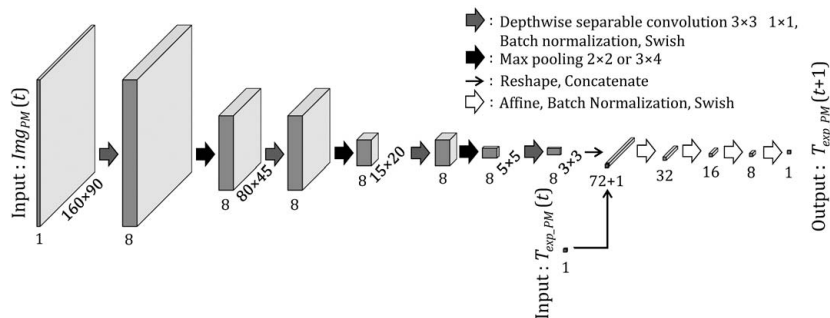 : Depthwise separable convolution 3×3 1×1,
Batch normalization, Swish
: Max pooling 2×2 or 3×4
: Reshape, Concatenate
: Affine, Batch Normalization, Swish
Input : Img_PM (t)
1
160×90
8
8
80×45
8
8
15×20
8
8
5×5
8
3×3
72+1
32
16
8
1
Output : T_exp_PM (t+1)
Input : T_exp_PM (t)
1